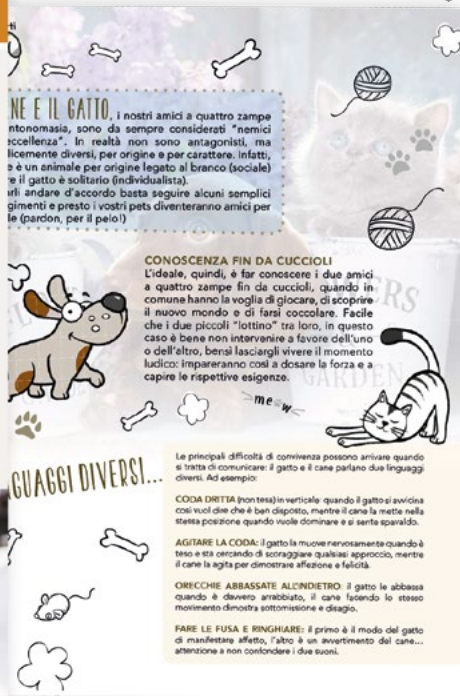 ti
NE E IL GATTO, i nostri amici a quattro zampe
ntonomasia, sono da sempre considerati "nemici
eccellenza". In realtà non sono antagonisti, ma
licemente diversi, per origine e per carattere. Infatti,
e è un animale per origine legato al branco (sociale)
re il gatto è solitario (individualista).
arli andare d'accordo basta seguire alcuni semplici
gimenti e presto i vostri pets diventeranno amici per
le (pardon, per il pelo!)
CONOSCENZA FIN DA CUCCIOLI
L'ideale, quindi, è far conoscere i due amici
a quattro zampe fin da cuccioli, quando in
comune hanno la voglia di giocare, di scoprire
il nuovo mondo e di farsi coccolare. Facile
che i due piccoli "lottino" tra loro, in questo
caso è bene non intervenire a favore dell'uno
o dell'altro, bensì lasciargli vivere il momento
ludico: impareranno così a dosare la forza e a
capire le rispettive esigenze.
ERS
GARDEN
meow
GUAGGI DIVERSI...
Le principali difficoltà di convivenza possono arrivare quando
si tratta di comunicare: il gatto e il cane parlano due linguaggi
diversi. Ad esempio:
CODA DRITTA (non tesa) in verticale: quando il gatto si avvicina
così vuol dire che è ben disposto, mentre il cane la mette nella
stessa posizione quando vuole dominare e si sente spavaldo.
AGITARE LA CODA: il gatto la muove nervosamente quando è
teso e sta cercando di scoraggiare qualsiasi approccio, mentre
il cane la agita per dimostrare affezione e felicità.
ORECCHIE ABBASSATE ALL'INDIETRO: il gatto le abbassa
quando è davvero arrabbiato, il cane facendo lo stesso
movimento dimostra sottomissione e disagio.
FARE LE FUSA E RINGHIARE: il primo è il modo del gatto
di manifestare affetto, l'altro è un avvertimento del cane...
attenzione a non confondere i due suoni.